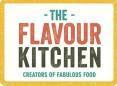 - THE -
FLAVOUR
KITCHEN
CREATORS OF FABULOUS FOOD